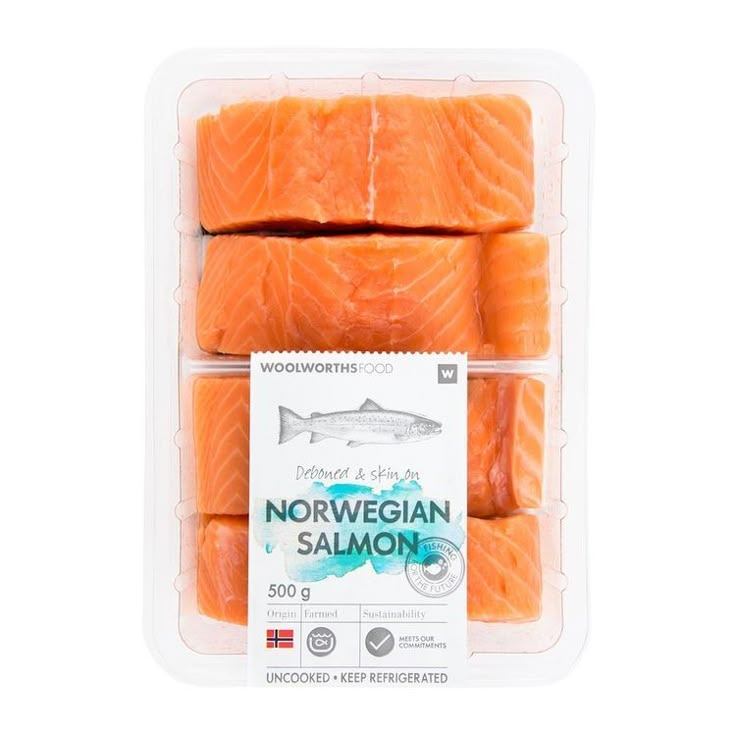 WOOLWORTHSFOOD
W
Deboned & skin on
NORWEGIAN
SALMON
FISHING
FOR THE FUTURE
500 g
Origin Farmed Sustainability
MEETS OUR
COMMITMENTS
UNCOOKED • KEEP REFRIGERATED